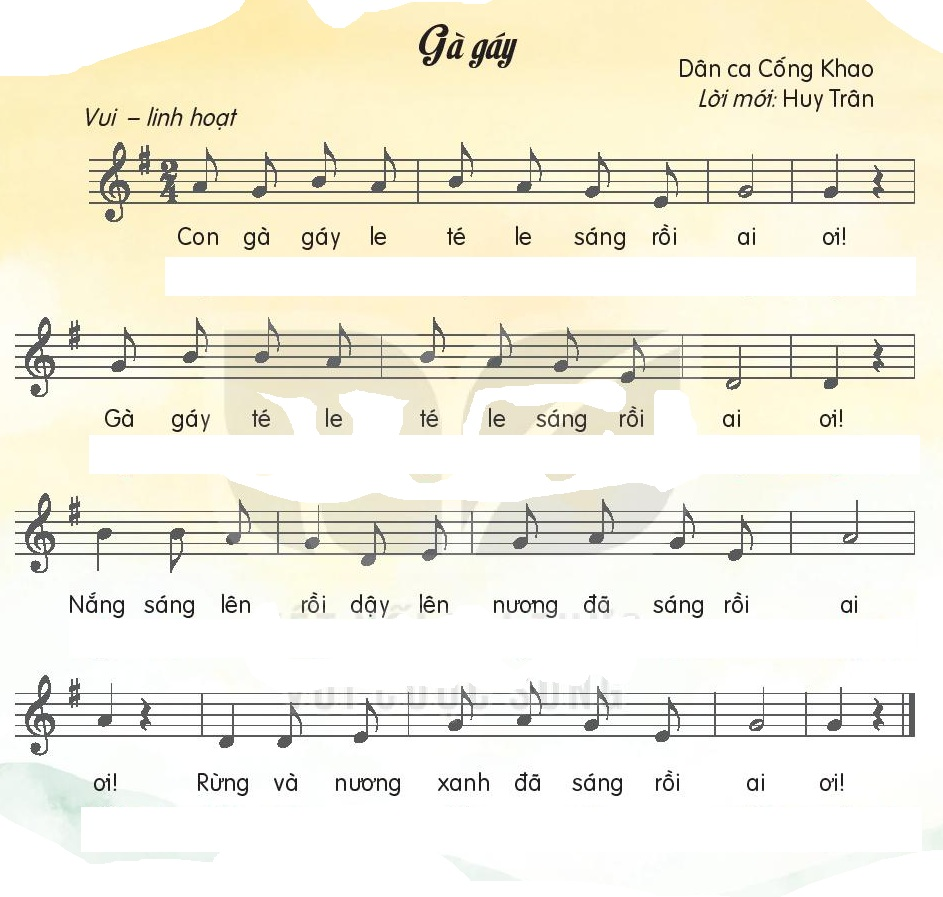 Gà gáy
Dân ca Cống Khao
Lời mới: Huy Trân
Vui – linh hoạt
2
4
Con gà gáy le té le sáng rồi ai ơi!
Gà gáy té le té le sáng rồi ai ơi!
Nắng sáng lên rồi dậy lên nương đã sáng rồi ai
ơi! Rừng và nương xanh đã sáng rồi ai ơi!